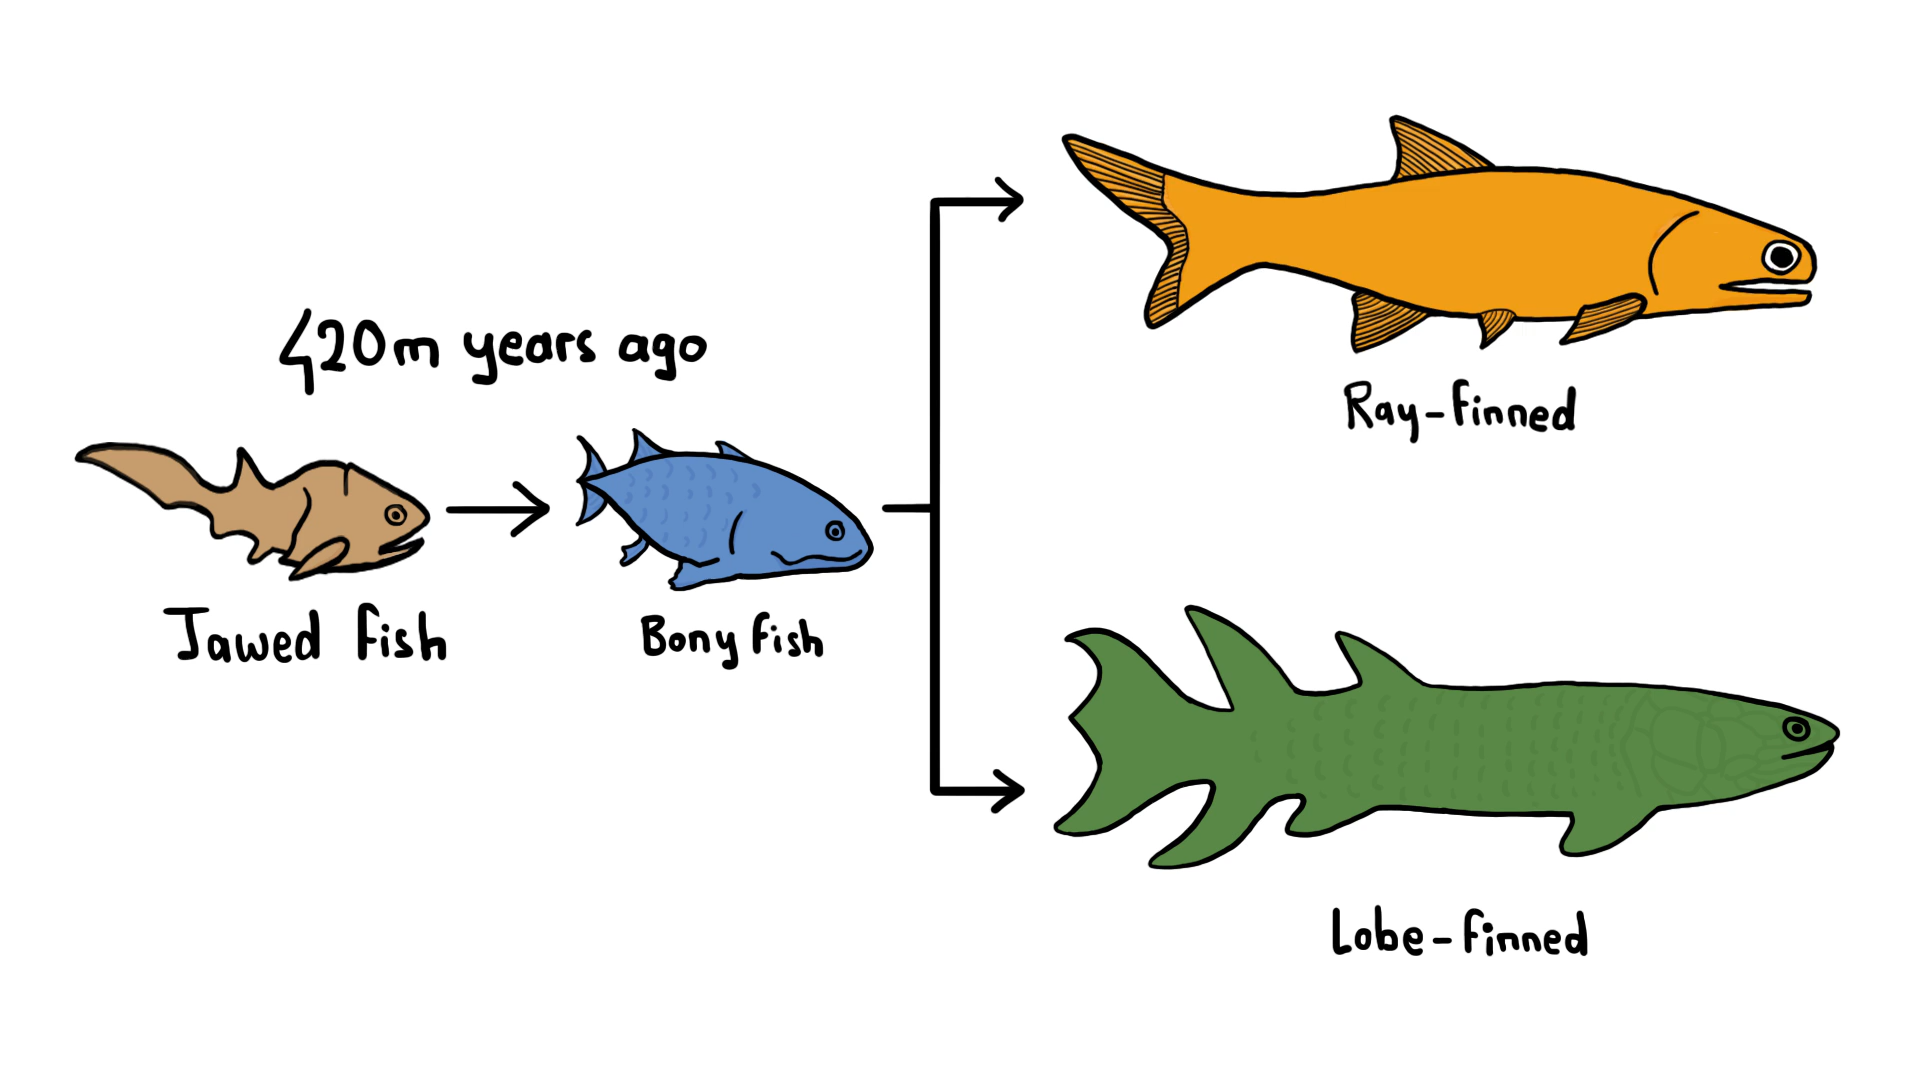 420m years ago
Jawed fish
Bony fish
Ray-finned
Lobe-finned